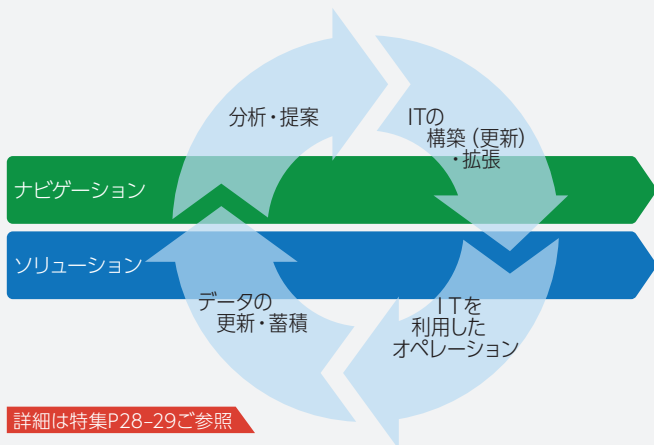 分析・提案
ITの
構築（更新）
・拡張
ナビゲーション
ソリューション
データの
更新・蓄積
ITを
利用した
オペレーション
詳細は特集P28–29ご参照